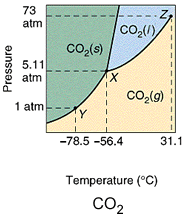 73
atm
Z
CO₂(s)
CO₂(l)
Pressure
5.11
atm
X
CO₂(g)
1 atm
Y
−78.5 −56.4 31.1
Temperature (°C)
CO₂